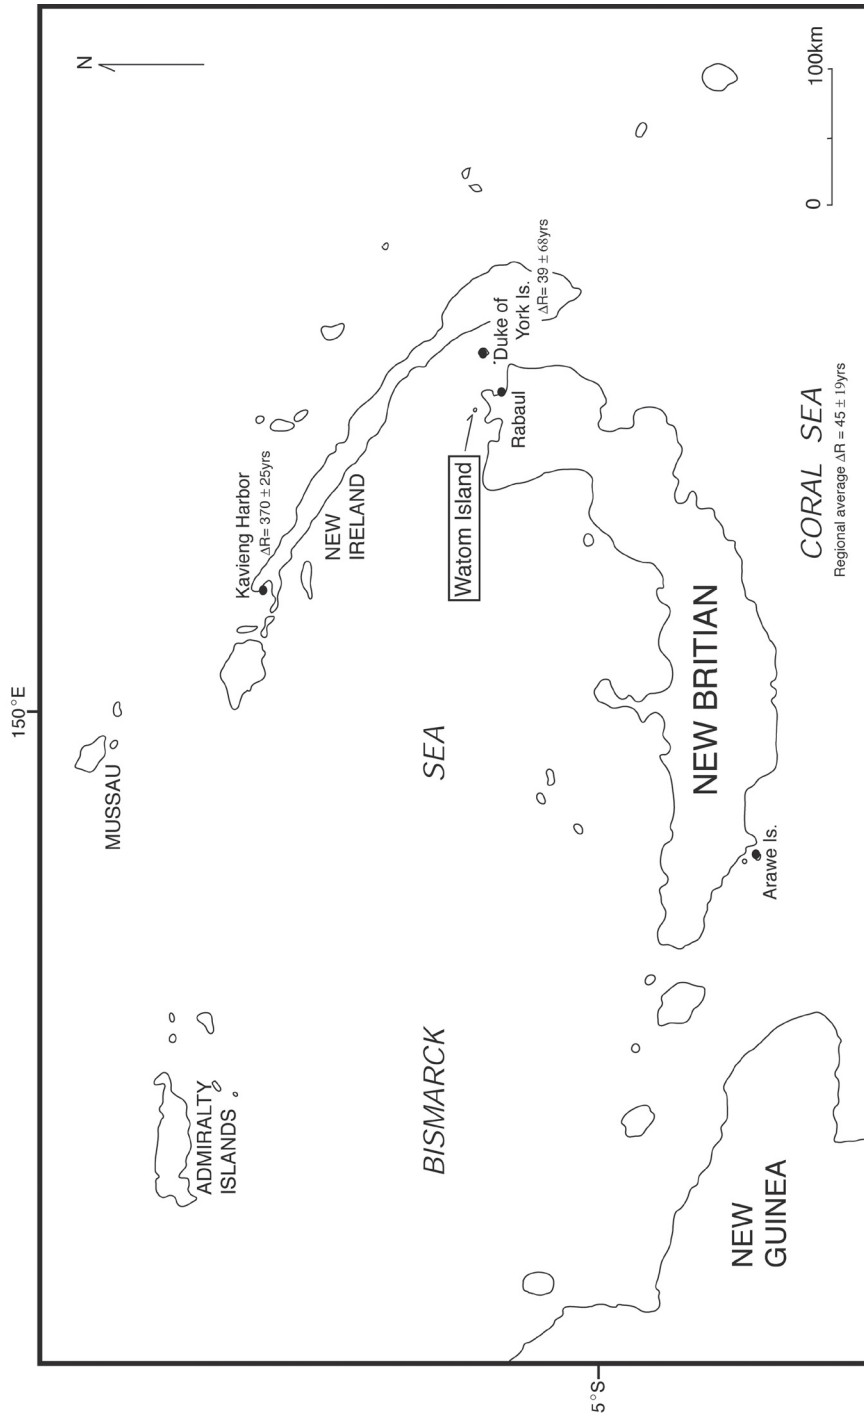 150°E
N
MUSSAU
ADMIRALTY
ISLANDS
Kavieng Harbor
ΔR= 370 ± 25yrs
NEW
IRELAND
BISMARCK SEA
Watom Island
Rabaul
Duke of
York Is.
ΔR= 39 ± 68yrs
5°S
NEW BRITIAN
Arawe Is.
NEW
GUINEA
CORAL SEA
Regional average ΔR = 45 ± 19yrs
0 100km